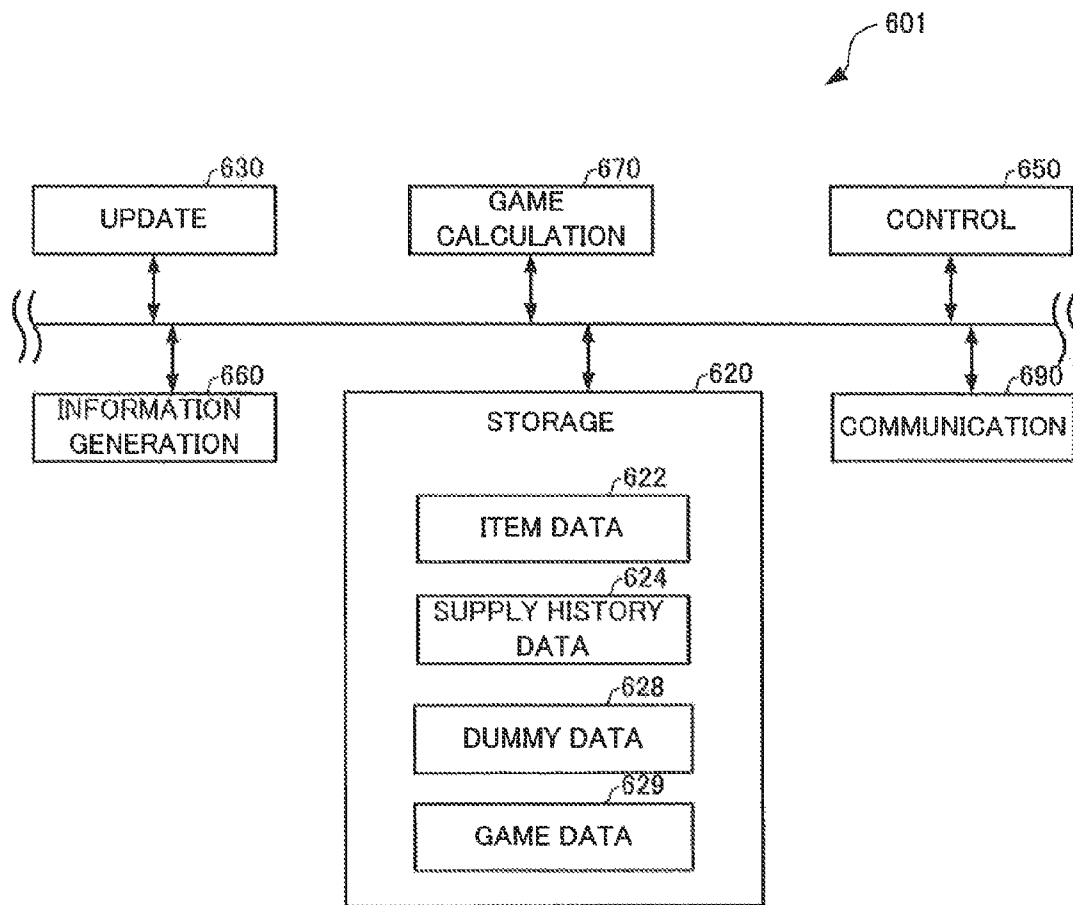 601
630
UPDATE
670
GAME
CALCULATION
650
CONTROL
660
INFORMATION
GENERATION
620
STORAGE
690
COMMUNICATION
622
ITEM DATA
624
SUPPLY HISTORY
DATA
628
DUMMY DATA
629
GAME DATA